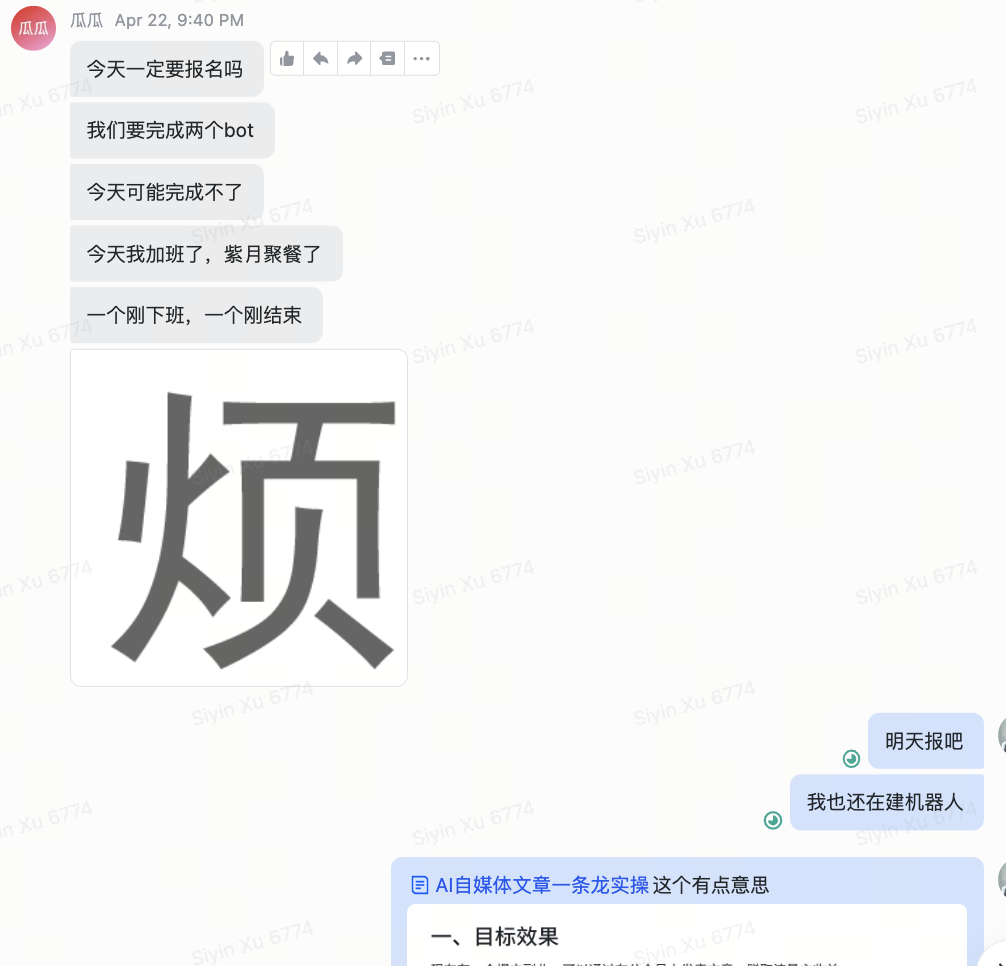 瓜瓜 Apr 22, 9:40 PM
瓜瓜
今天一定要报名吗
我们要完成两个bot
今天可能完成不了
今天我加班了，紫月聚餐了
一个刚下班，一个刚结束
烦
明天报吧
我也还在建机器人
AI自媒体文章一条龙实操 这个有点意思
一、目标效果
Siyin Xu 6774